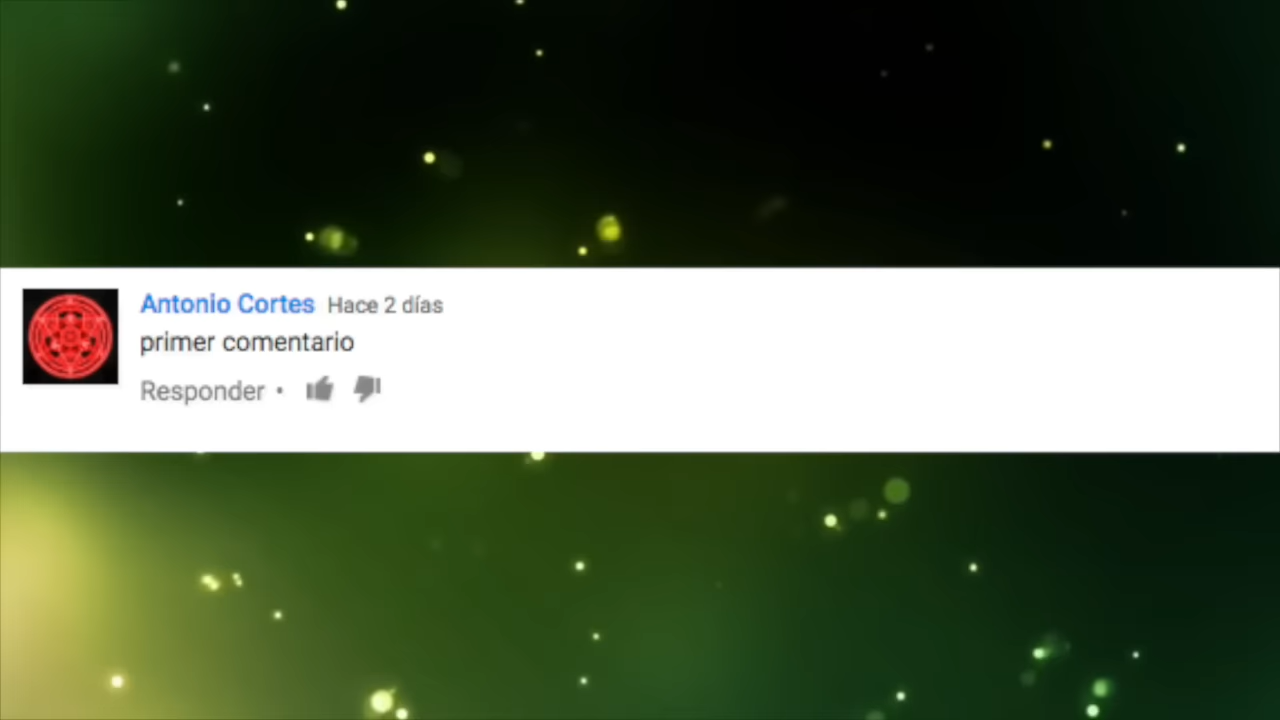 Antonio Cortes Hace 2 días
primer comentario
Responder •